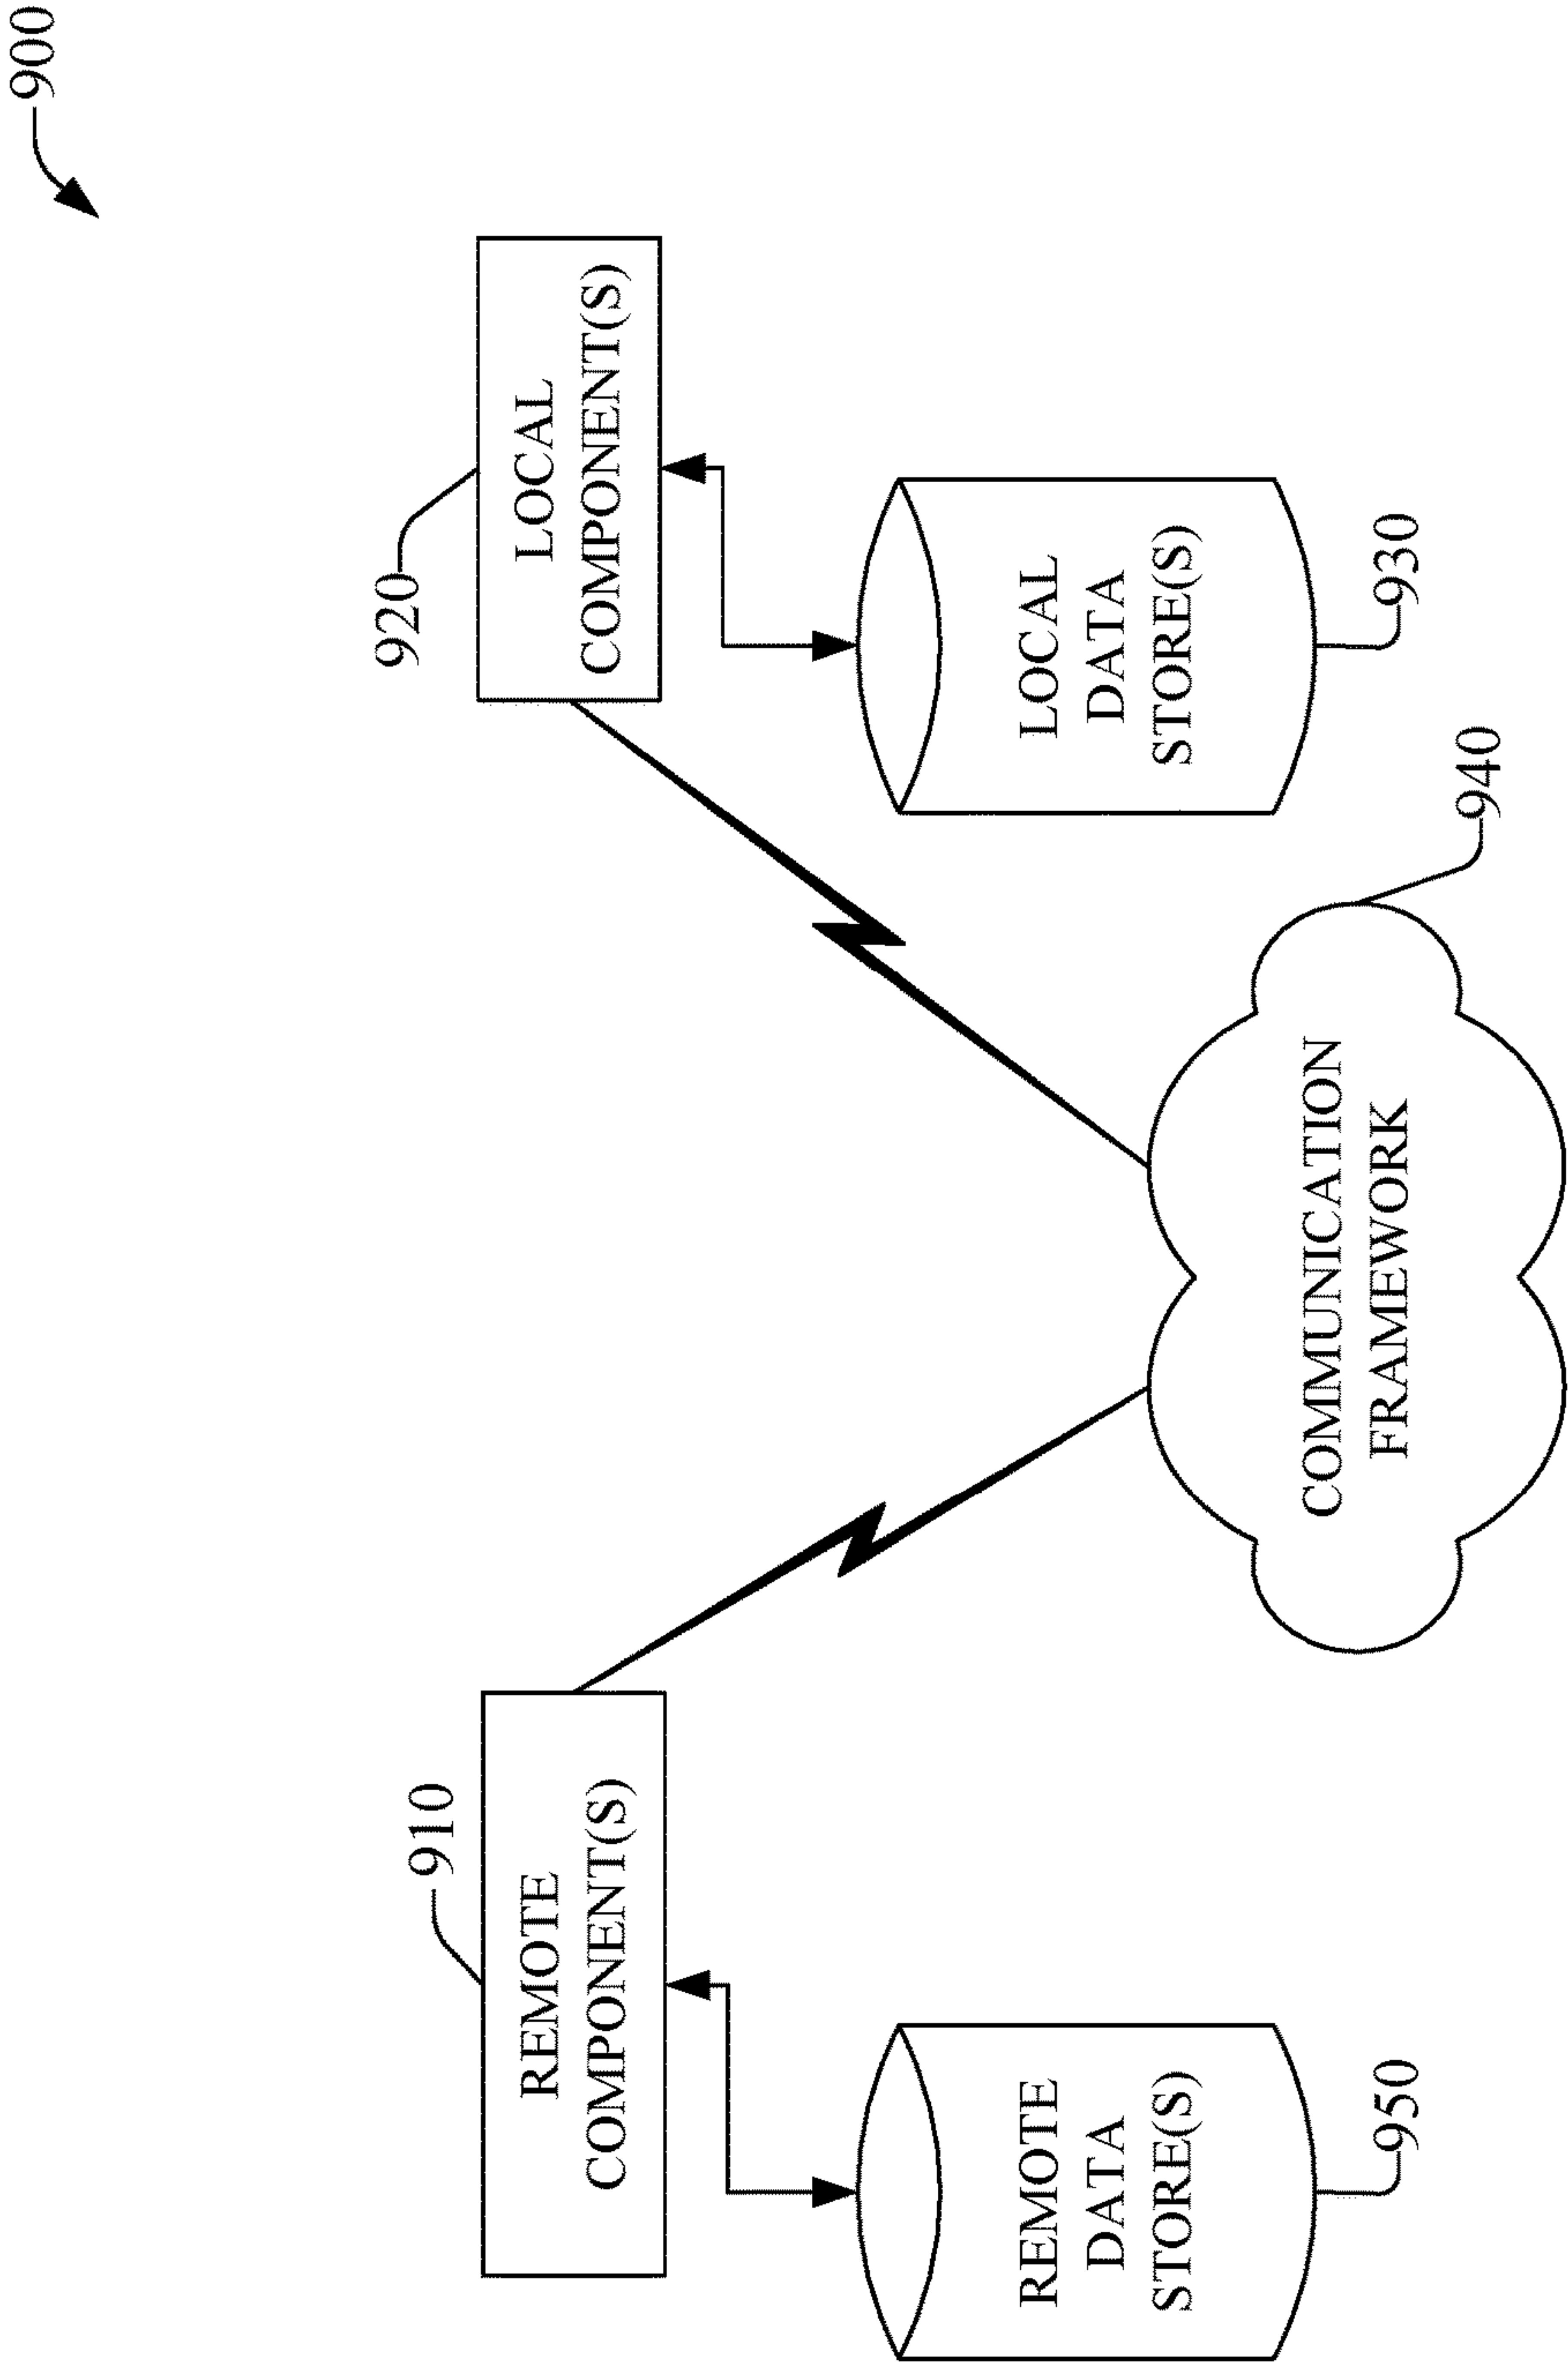 900
910
REMOTE
COMPONENT(S)
920
LOCAL
COMPONENT(S)
REMOTE
DATA
STORE(S)
950
LOCAL
DATA
STORE(S)
930
940
COMMUNICATION
FRAMEWORK